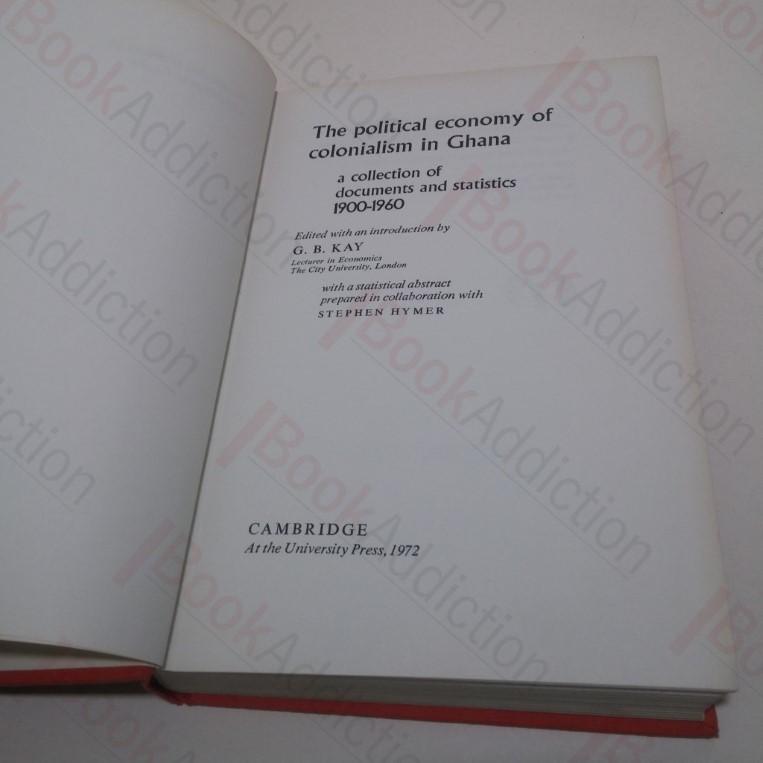 The political economy of
colonialism in Ghana
a collection of
documents and statistics
1900-1960
Edited with an introduction by
G. B. KAY
Lecturer in Economics
The City University, London
with a statistical abstract
prepared in collaboration with
STEPHEN HYMER
CAMBRIDGE
At the University Press, 1972
BookAddiction